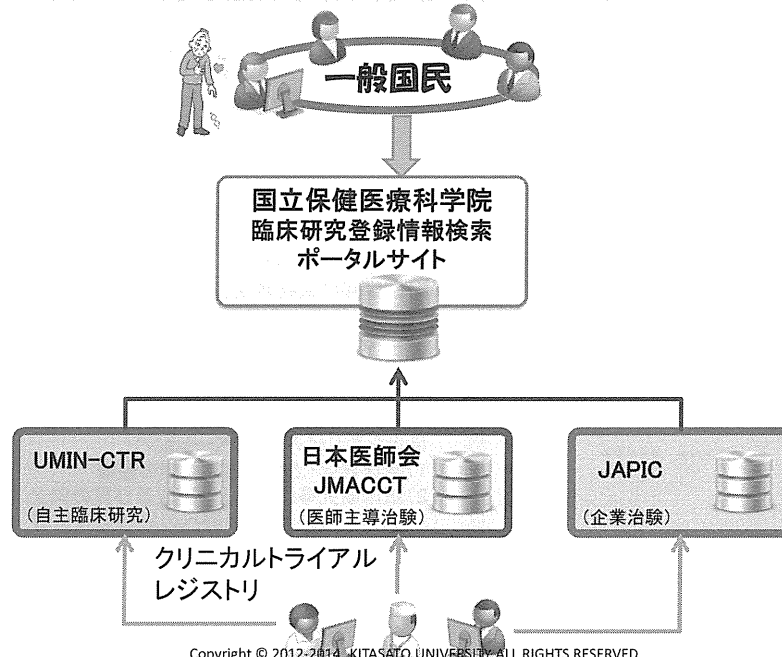 一般国民
国立保健医療科学院
臨床研究登録情報検索
ポータルサイト
UMIN-CTR
(自主臨床研究)
日本医師会
JMACCT
(医師主導治験)
JAPIC
(企業治験)
クリニカルトライアル
レジストリ
Copyright © 2012-2014 KITASATO UNIVERSITY ALL RIGHTS RESERVED